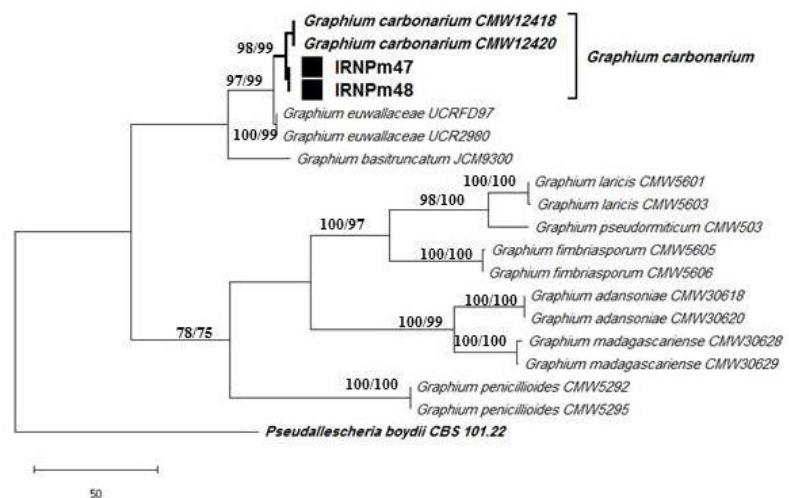 Graphium carbonarium CMW12418
98/99
Graphium carbonarium CMW12420
Graphium carbonarium
IRNPm47
97/99
IRNPm48
Graphium euwallaceae UCRFD97
100/99
Graphium euwallaceae UCR2980
Graphium basitruncatum JCM9300
100/100
Graphium laricis CMW5601
98/100
Graphium laricis CMW5603
100/97
Graphium pseudormiticum CMW503
100/100
Graphium fimbriasporum CMW5605
Graphium fimbriasporum CMW5606
100/100
Graphium adansoniae CMW30618
100/99
Graphium adansoniae CMW30620
78/75
100/100
Graphium madagascariense CMW30628
Graphium madagascariense CMW30629
100/100
Graphium penicillioides CMW5292
Graphium penicillioides CMW5295
Pseudallescheria boydii CBS 101.22
50